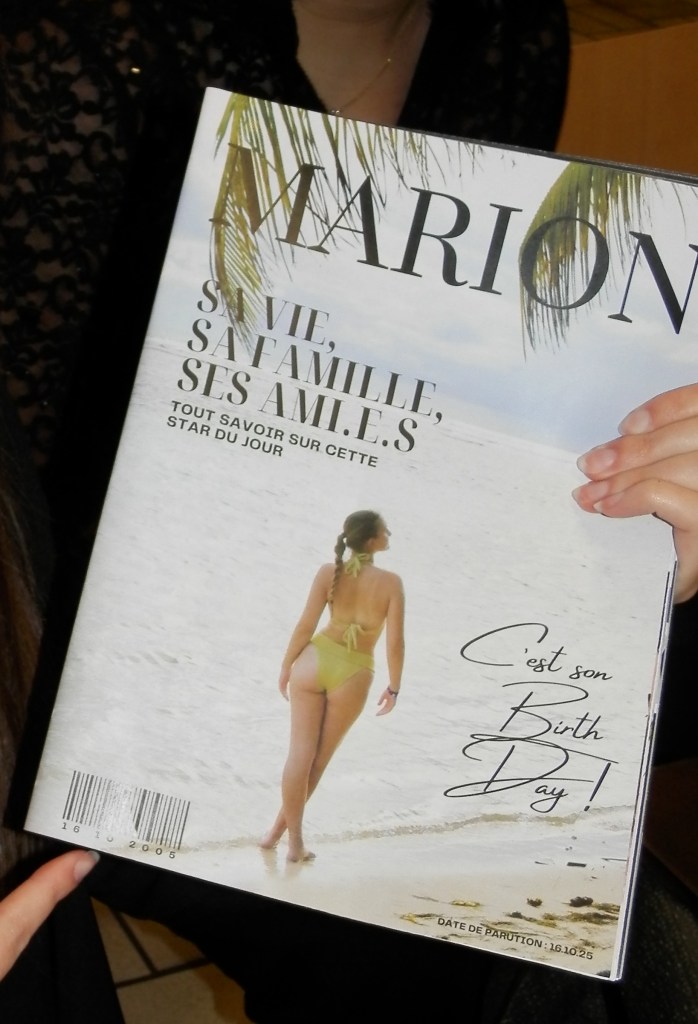 MARION
SA VIE,
SA FAMILLE,
SES AMI.E.S
TOUT SAVOIR SUR CETTE
STAR DU JOUR
C'est son
Birth
Day !
16 10 2005
DATE DE PARUTION : 16.10.25